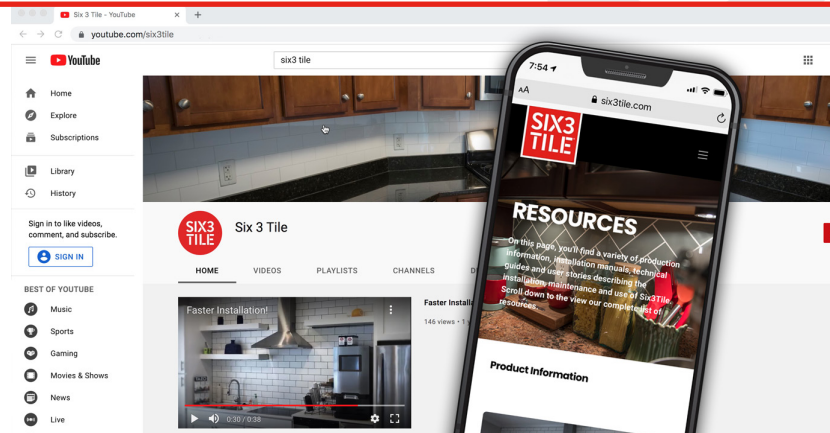 Six 3 Tile - YouTube
youtube.com/six3tile
YouTube
six3 tile
Home
Explore
Subscriptions
Library
History
Sign in to like videos,
comment, and subscribe.
SIGN IN
BEST OF YOUTUBE
Music
Sports
Gaming
Movies & Shows
News
Live
SIX3
TILE
Six 3 Tile
HOME
VIDEOS
PLAYLISTS
CHANNELS
D
Faster Installation!
0:30 / 0:38
Faster Installa
146 views • 1 y
7:54
AA
six3tile.com
SIX3
TILE
RESOURCES
On this page, you'll find a variety of production
information, installation manuals, technical
guides and user stories describing the
installation, maintenance and use of Six3Tile.
Scroll down to the view our complete list of
resources.
Product Information